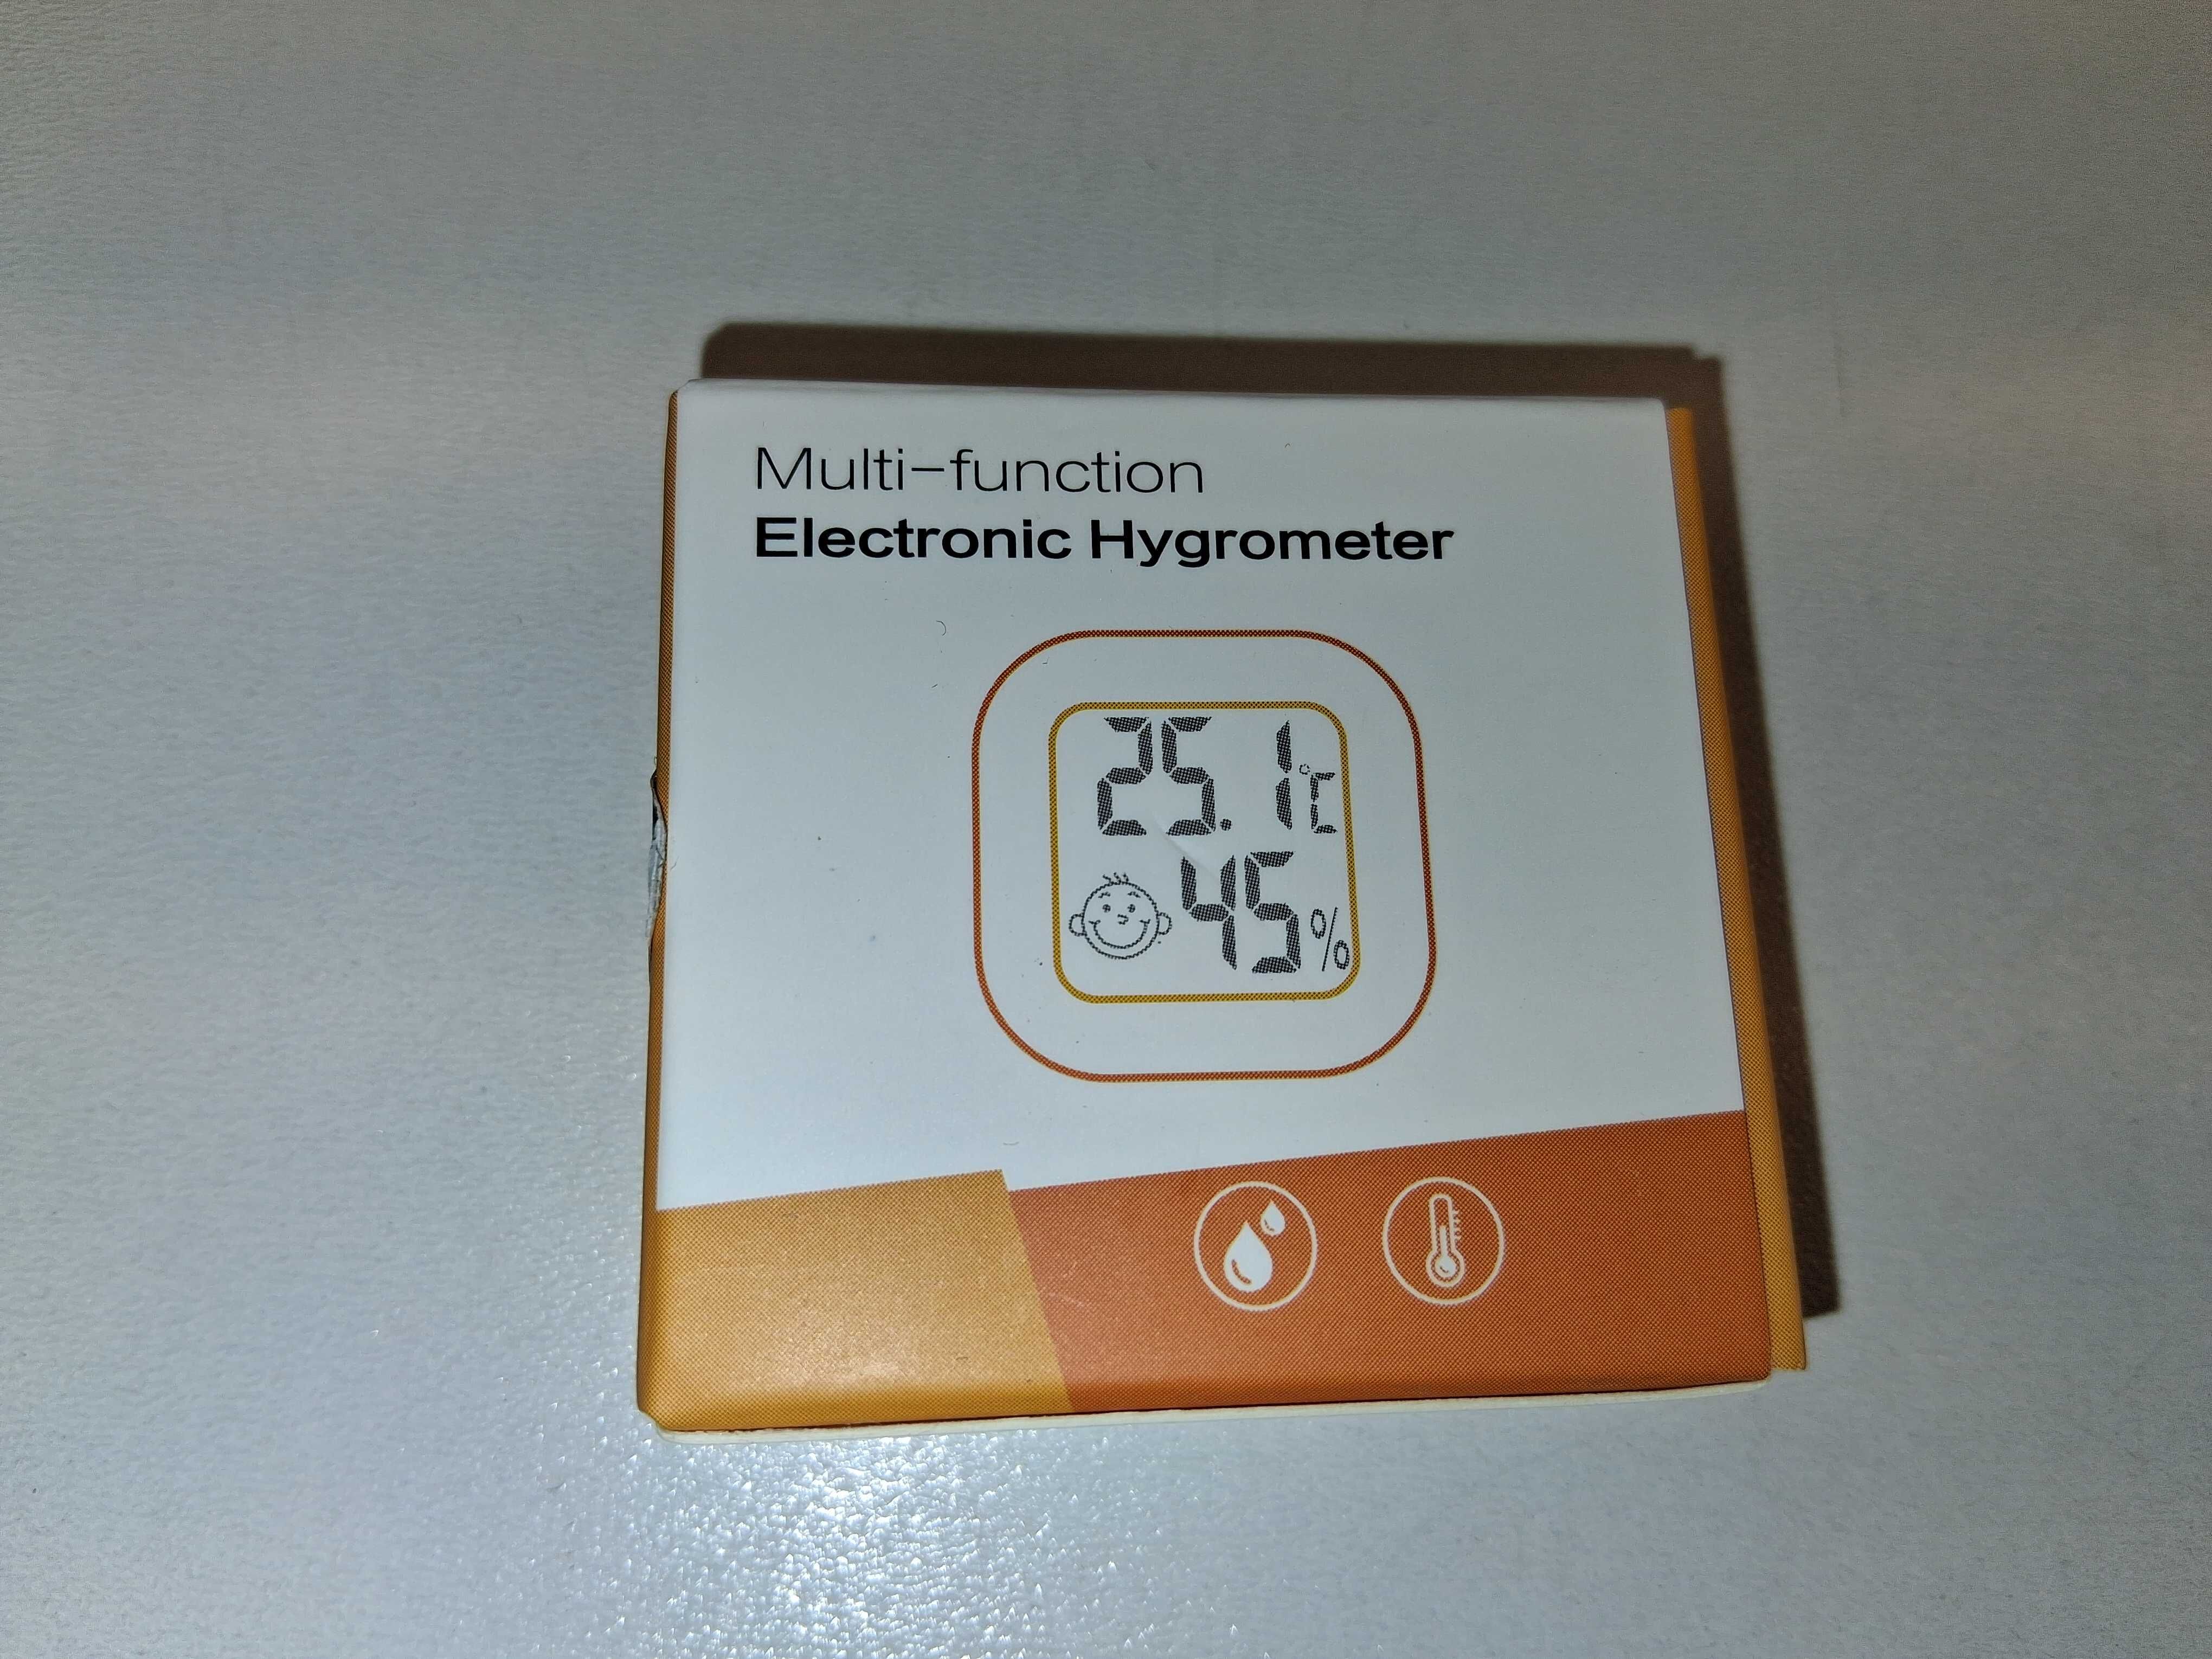 Multi-function
Electronic Hygrometer
25.1°C
45%